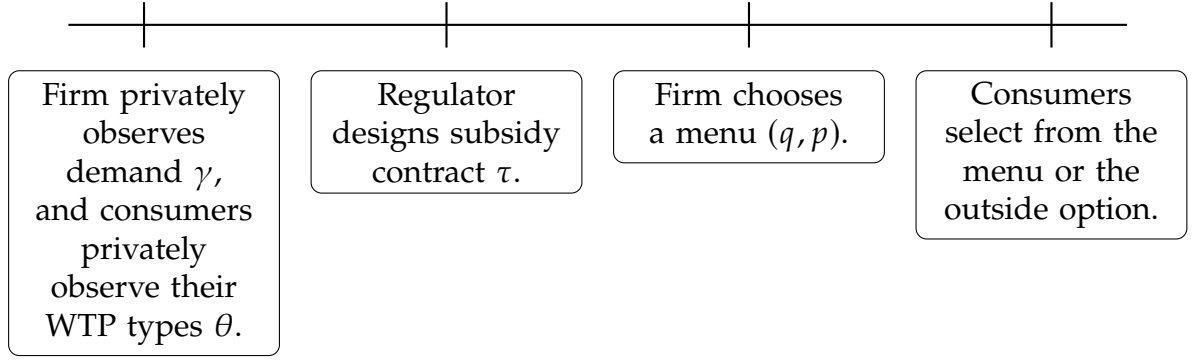 Firm privately
observes
demand γ,
and consumers
privately
observe their
WTP types θ.
Regulator
designs subsidy
contract τ.
Firm chooses
a menu (q, p).
Consumers
select from the
menu or the
outside option.